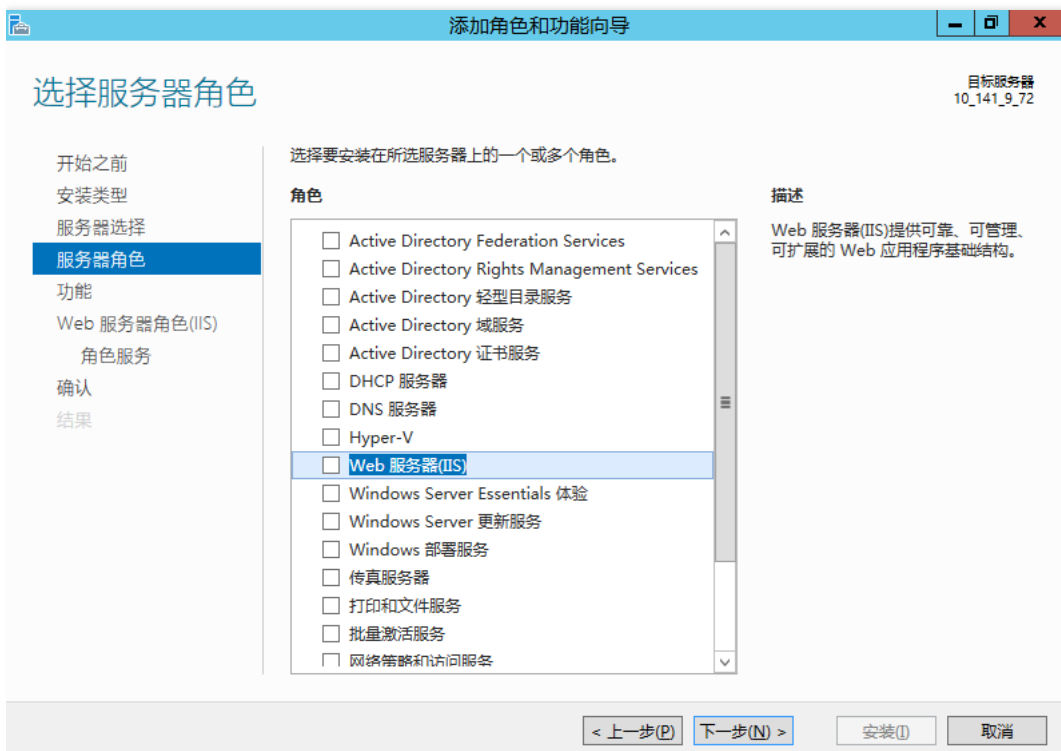 添加角色和功能向导
选择服务器角色
目标服务器
10_141_9_72
开始之前
安装类型
服务器选择
服务器角色
功能
Web 服务器角色(IIS)
角色服务
确认
结果
选择要安装在所选服务器上的一个或多个角色。
角色
Active Directory Federation Services
Active Directory Rights Management Services
Active Directory 轻型目录服务
Active Directory 域服务
Active Directory 证书服务
DHCP 服务器
DNS 服务器
Hyper-V
Web 服务器(IIS)
Windows Server Essentials 体验
Windows Server 更新服务
Windows 部署服务
传真服务器
打印和文件服务
批量激活服务
网络策略和访问服务
描述
Web 服务器(IIS)提供可靠、可管理、
可扩展的 Web 应用程序基础结构。
< 上一步(P)
下一步(N) >
安装(I)
取消